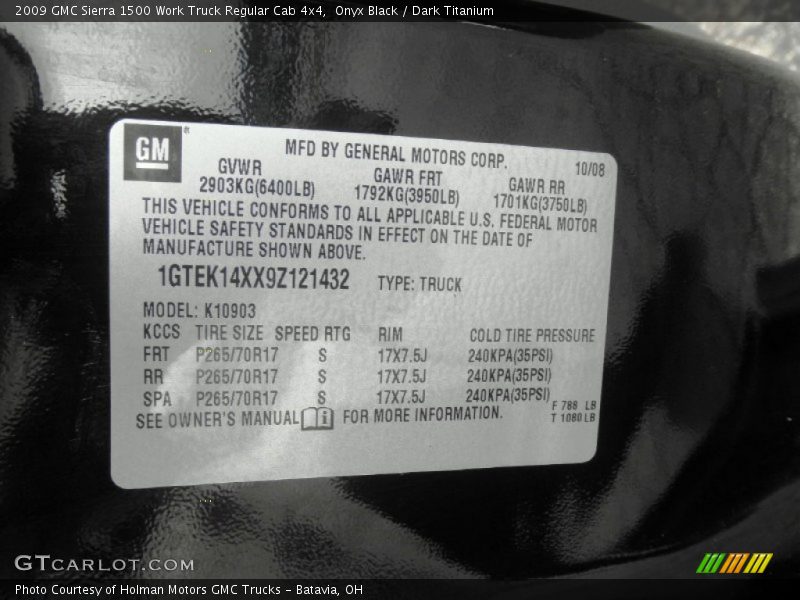 2009 GMC Sierra 1500 Work Truck Regular Cab 4x4, Onyx Black / Dark Titanium
GM®
MFD BY GENERAL MOTORS CORP.
10/08
GVWR GAWR FRT GAWR RR
2903KG(6400LB) 1792KG(3950LB) 1701KG(3750LB)
THIS VEHICLE CONFORMS TO ALL APPLICABLE U.S. FEDERAL MOTOR
VEHICLE SAFETY STANDARDS IN EFFECT ON THE DATE OF
MANUFACTURE SHOWN ABOVE.
1GTEK14XX9Z121432 TYPE: TRUCK
MODEL: K10903
KCCS TIRE SIZE SPEED RTG RIM COLD TIRE PRESSURE
FRT P265/70R17 S 17X7.5J 240KPA(35PSI)
RR P265/70R17 S 17X7.5J 240KPA(35PSI)
SPA P265/70R17 S 17X7.5J 240KPA(35PSI)
SEE OWNER'S MANUAL i FOR MORE INFORMATION.
F 788 LB
T 1080 LB
GTCARLOT.COM
Photo Courtesy of Holman Motors GMC Trucks - Batavia, OH